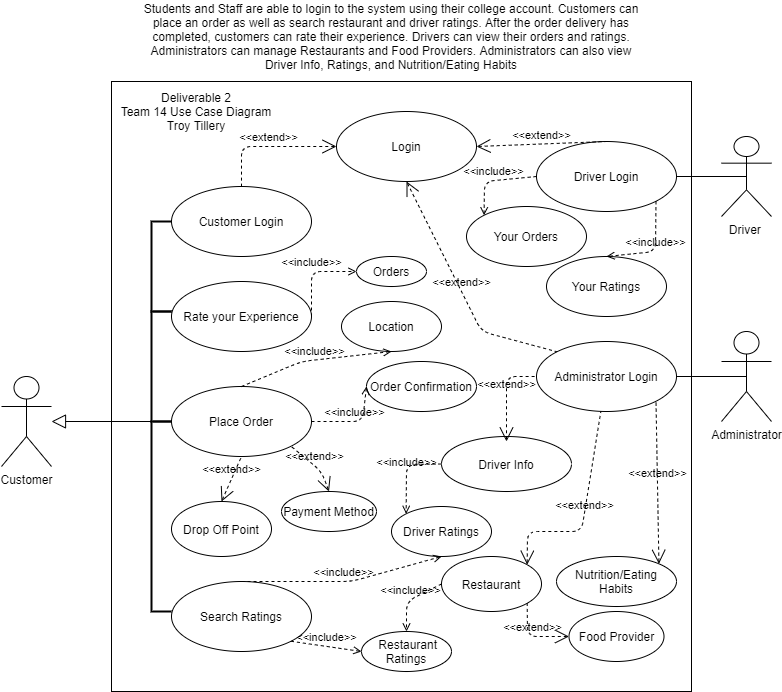 Students and Staff are able to login to the system using their college account. Customers can
place an order as well as search restaurant and driver ratings. After the order delivery has
completed, customers can rate their experience. Drivers can view their orders and ratings.
Administrators can manage Restaurants and Food Providers. Administrators can also view
Driver Info, Ratings, and Nutrition/Eating Habits
Deliverable 2
Team 14 Use Case Diagram
Troy Tillery
<<extend>>
Login
<<extend>>
<<include>>
Driver Login
Customer Login
Your Orders
Driver
<<include>>
<<include>>
Orders
<<extend>>
Your Ratings
Rate your Experience
Location
<<include>>
Order Confirmation
<<extend>>
Administrator Login
<<include>>
Place Order
Administrator
<<extend>>
<<extend>>
<<include>>
Driver Info
<<extend>>
Customer
Payment Method
<<extend>>
Drop Off Point
Driver Ratings
<<include>>
<<include>>
Restaurant
Nutrition/Eating
Habits
Search Ratings
<<extend>>
Food Provider
<<include>>
Restaurant
Ratings